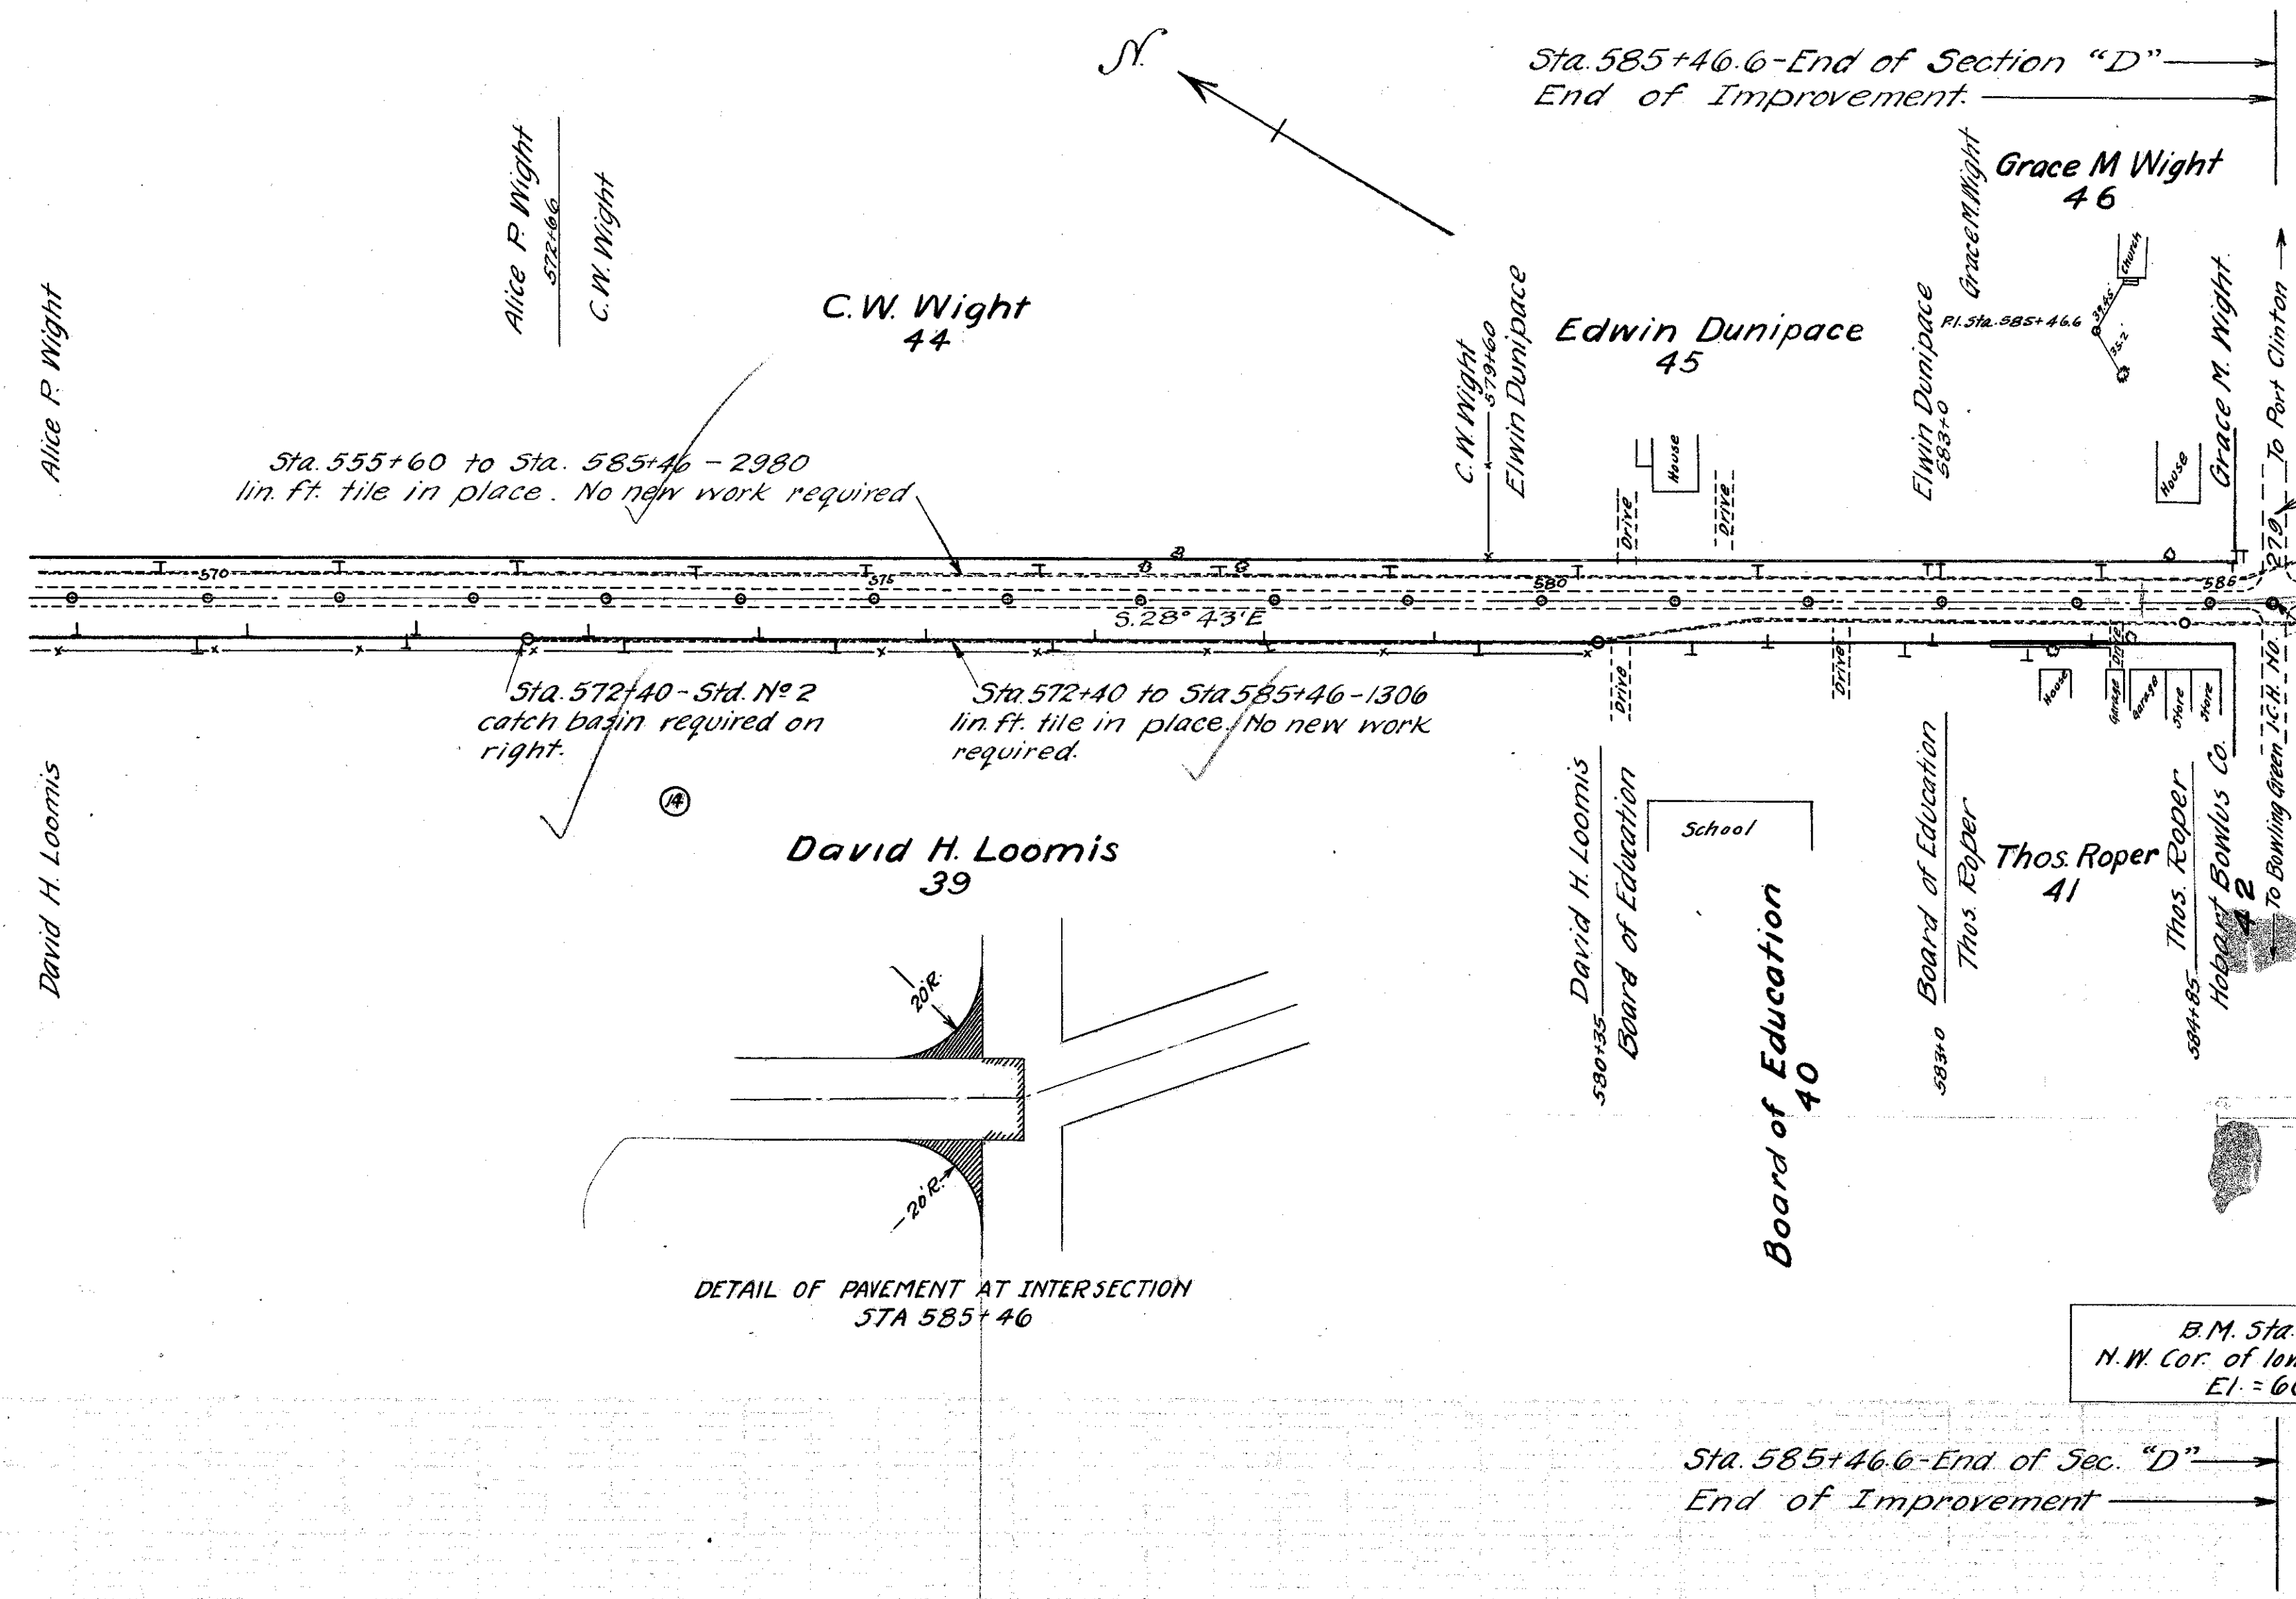 N.
Sta. 585+46.6-End of Section "D"
End of Improvement.
Alice P. Wight
Alice P. Wight
572+66
C.W. Wight
C.W. Wight
44
C.W. Wight
579+60
Elwin Dunipace
Edwin Dunipace
45
Elwin Dunipace
583+0
Grace M. Wight
Grace M Wight
46
Church
39.45'
35.2'
P.I. Sta. 585+46.6
Grace M. Wight.
To Port Clinton
House
House
Drive
Drive
Sta. 555+60 to Sta. 585+46 - 2980
lin. ft. tile in place. No new work required
570
575
580
585
279
S. 28° 43' E
Sta. 572+40 - Std. Nº 2
catch basin required on
right.
Sta 572+40 to Sta 585+46-1306
lin. ft. tile in place. No new work
required.
Drive
Drive
Drive
House
Garage
Garage
Store
Store
14
David H. Loomis
David H. Loomis
39
580+35
David H. Loomis
Board of Education
School
Board of Education
40
583+0
Board of Education
Thos. Roper
Thos. Roper
41
584+85
Thos. Roper
Hobart Bowlus Co.
42
To Bowling Green I.C.H. No.
20'R.
20'R.
DETAIL OF PAVEMENT AT INTERSECTION
STA 585+46
B.M. Sta.
N.W. Cor. of
El. = 6
Sta. 585+46.6-End of Sec. "D"
End of Improvement